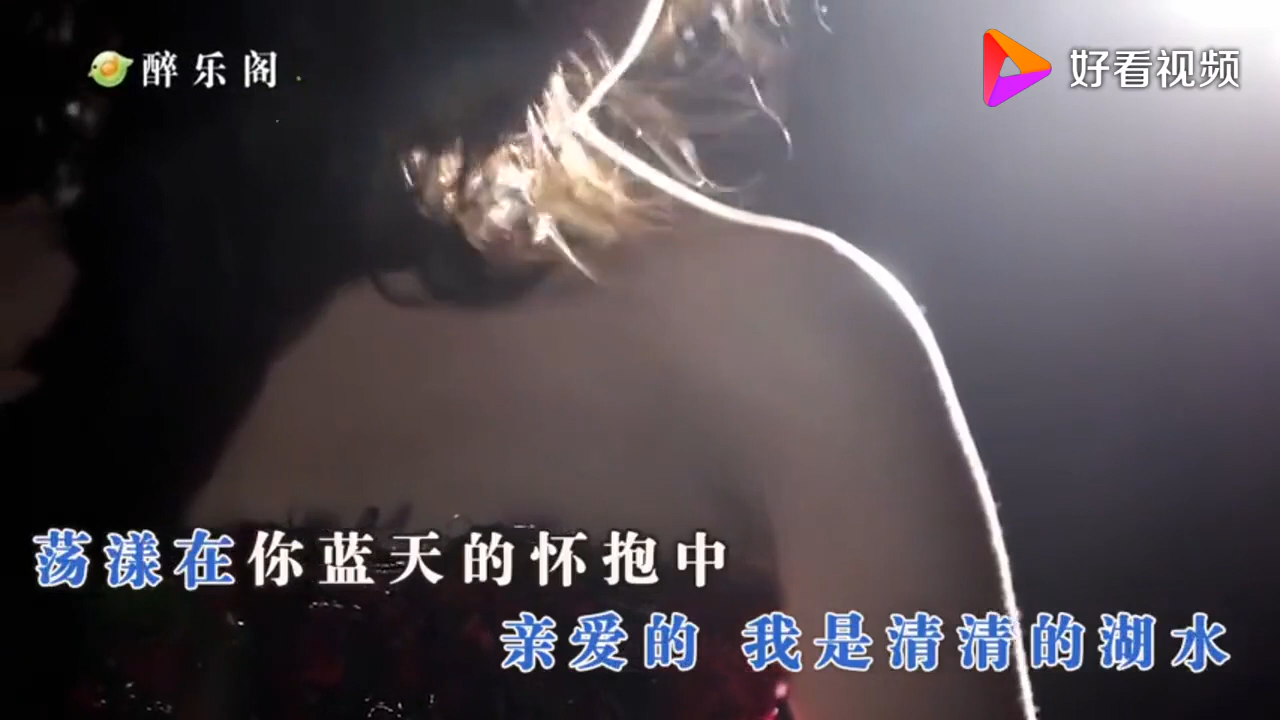 醉乐阁
好看视频
荡漾在你蓝天的怀抱中
亲爱的 我是清清的湖水